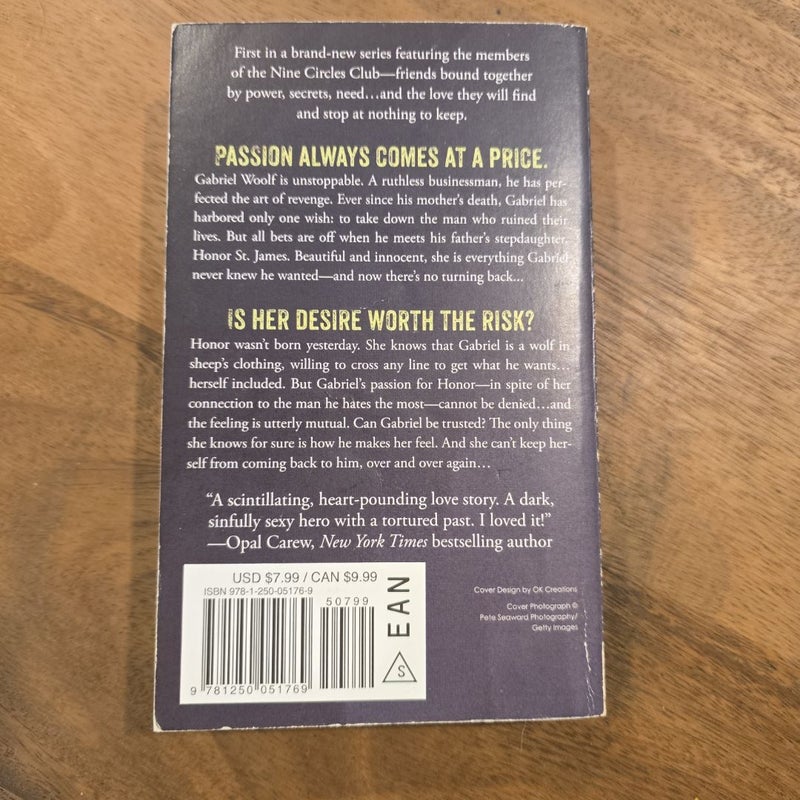 First in a brand-new series featuring the members
of the Nine Circles Club—friends bound together
by power, secrets, need…and the love they will find
and stop at nothing to keep.
PASSION ALWAYS COMES AT A PRICE.
Gabriel Woolf is unstoppable. A ruthless businessman, he has per-
fected the art of revenge. Ever since his mother's death, Gabriel has
harbored only one wish: to take down the man who ruined their
lives. But all bets are off when he meets his father's stepdaughter,
Honor St. James. Beautiful and innocent, she is everything Gabriel
never knew he wanted—and now there's no turning back...
IS HER DESIRE WORTH THE RISK?
Honor wasn't born yesterday. She knows that Gabriel is a wolf in
sheep's clothing, willing to cross any line to get what he wants…
herself included. But Gabriel's passion for Honor—in spite of her
connection to the man he hates the most—cannot be denied…and
the feeling is utterly mutual. Can Gabriel be trusted? The only thing
she knows for sure is how he makes her feel. And she can't keep her-
self from coming back to him, over and over again…
"A scintillating, heart-pounding love story. A dark,
sinfully sexy hero with a tortured past. I loved it!"
—Opal Carew, New York Times bestselling author
USD $7.99 / CAN $9.99
ISBN 978-1-250-05176-9
50799
9 781250 051769
EAN
S
Cover Design by OK Creations
Cover Photograph ©
Pete Seaward Photography/
Getty Images